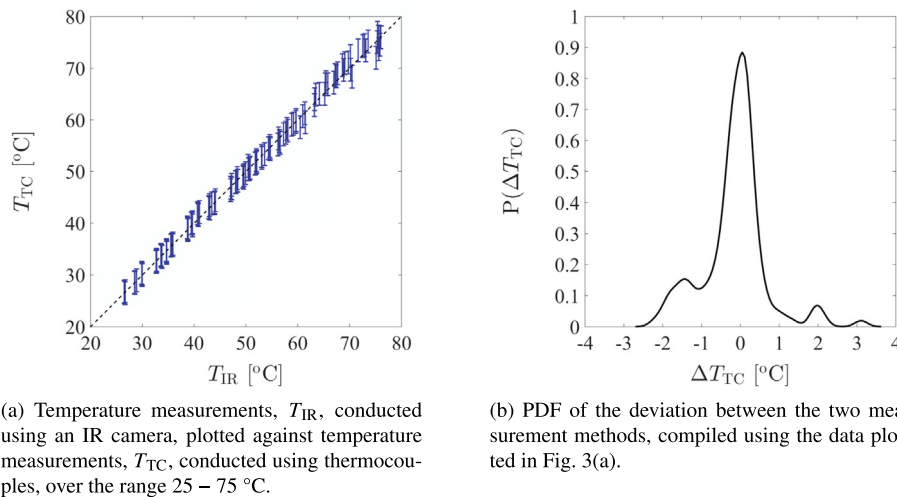 80
70
60
50
40
30
20
20 30 40 50 60 70 80
T_TC [°C]
T_IR [°C]
1
0.9
0.8
0.7
0.6
0.5
0.4
0.3
0.2
0.1
0
-4 -3 -2 -1 0 1 2 3 4
P(ΔT_TC)
ΔT_TC [°C]
(a) Temperature measurements, T_IR, conducted
using an IR camera, plotted against temperature
measurements, T_TC, conducted using thermocou-
ples, over the range 25 − 75 °C.
(b) PDF of the deviation between the two mea-
surement methods, compiled using the data plot-
ted in Fig. 3(a).